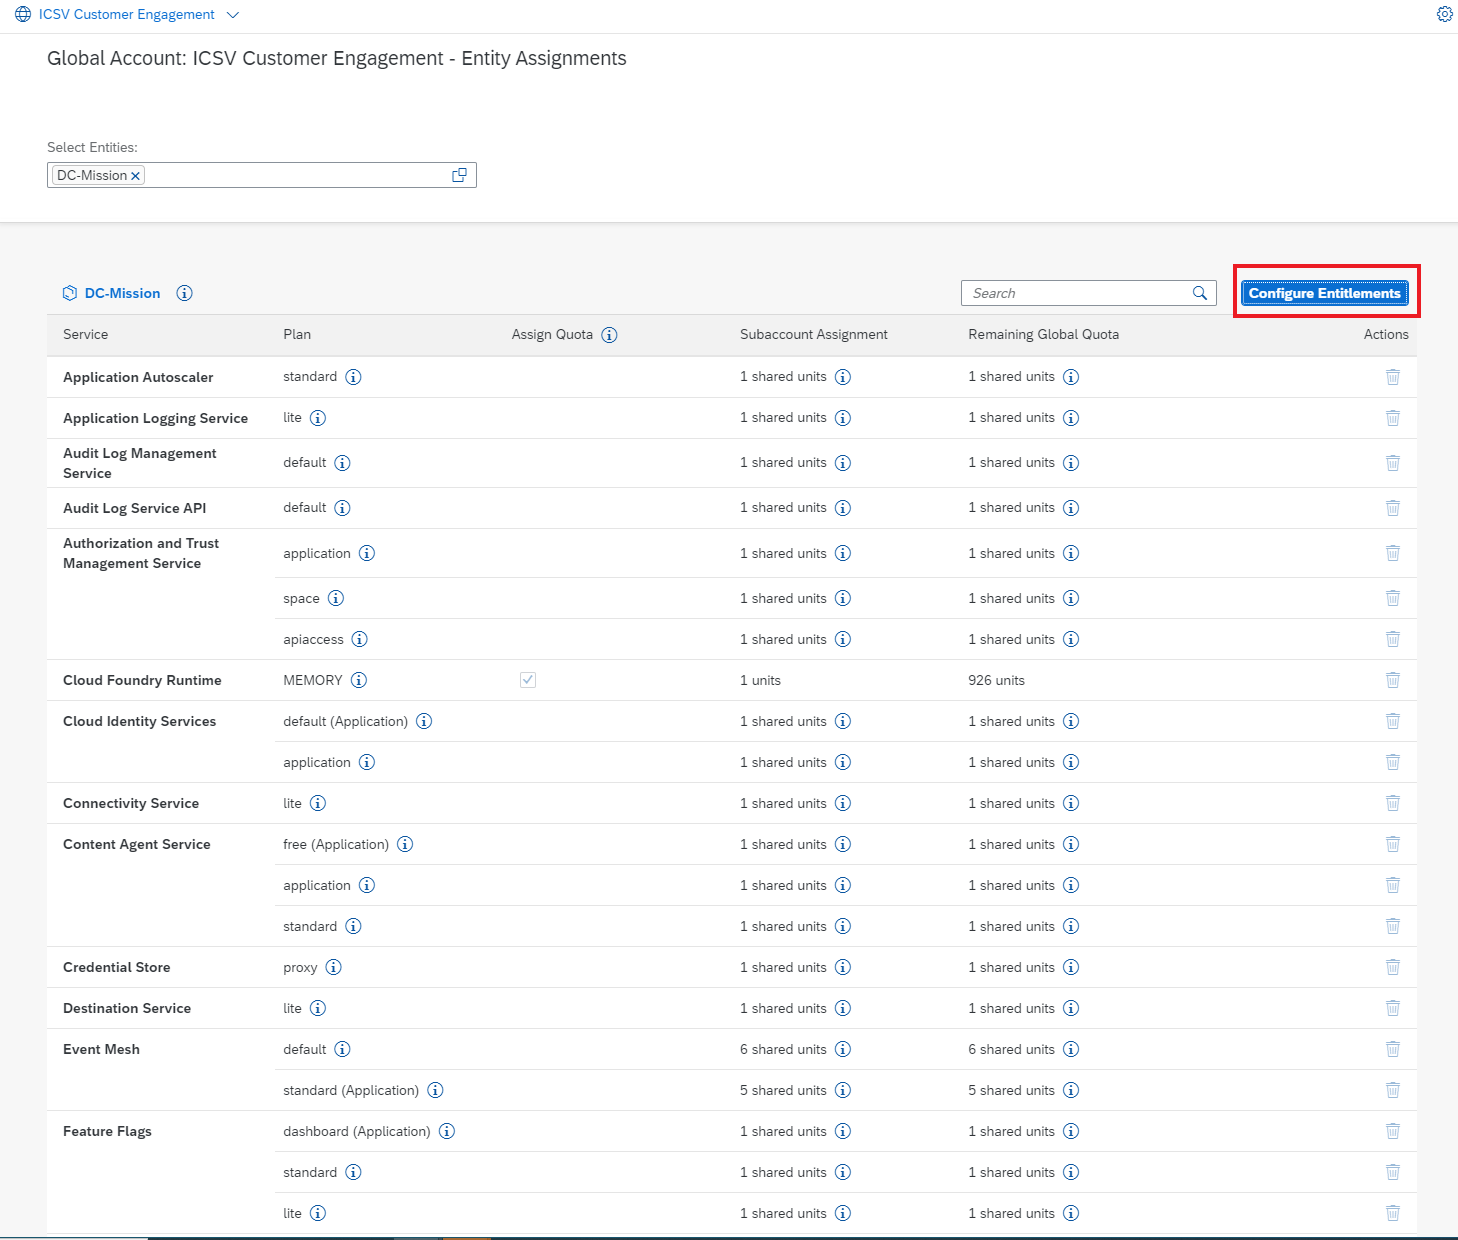 ICSV Customer Engagement
Global Account: ICSV Customer Engagement - Entity Assignments
Select Entities:
DC-Mission
DC-Mission Search Configure Entitlements
Service Plan Assign Quota Subaccount Assignment Remaining Global Quota Actions
Application Autoscaler standard 1 shared units 1 shared units
Application Logging Service lite 1 shared units 1 shared units
Audit Log Management
Service default 1 shared units 1 shared units
Audit Log Service API default 1 shared units 1 shared units
Authorization and Trust
Management Service application 1 shared units 1 shared units
space 1 shared units 1 shared units
apiaccess 1 shared units 1 shared units
Cloud Foundry Runtime MEMORY 1 units 926 units
Cloud Identity Services default (Application) 1 shared units 1 shared units
application 1 shared units 1 shared units
Connectivity Service lite 1 shared units 1 shared units
Content Agent Service free (Application) 1 shared units 1 shared units
application 1 shared units 1 shared units
standard 1 shared units 1 shared units
Credential Store proxy 1 shared units 1 shared units
Destination Service lite 1 shared units 1 shared units
Event Mesh default 6 shared units 6 shared units
standard (Application) 5 shared units 5 shared units
Feature Flags dashboard (Application) 1 shared units 1 shared units
standard 1 shared units 1 shared units
lite 1 shared units 1 shared units